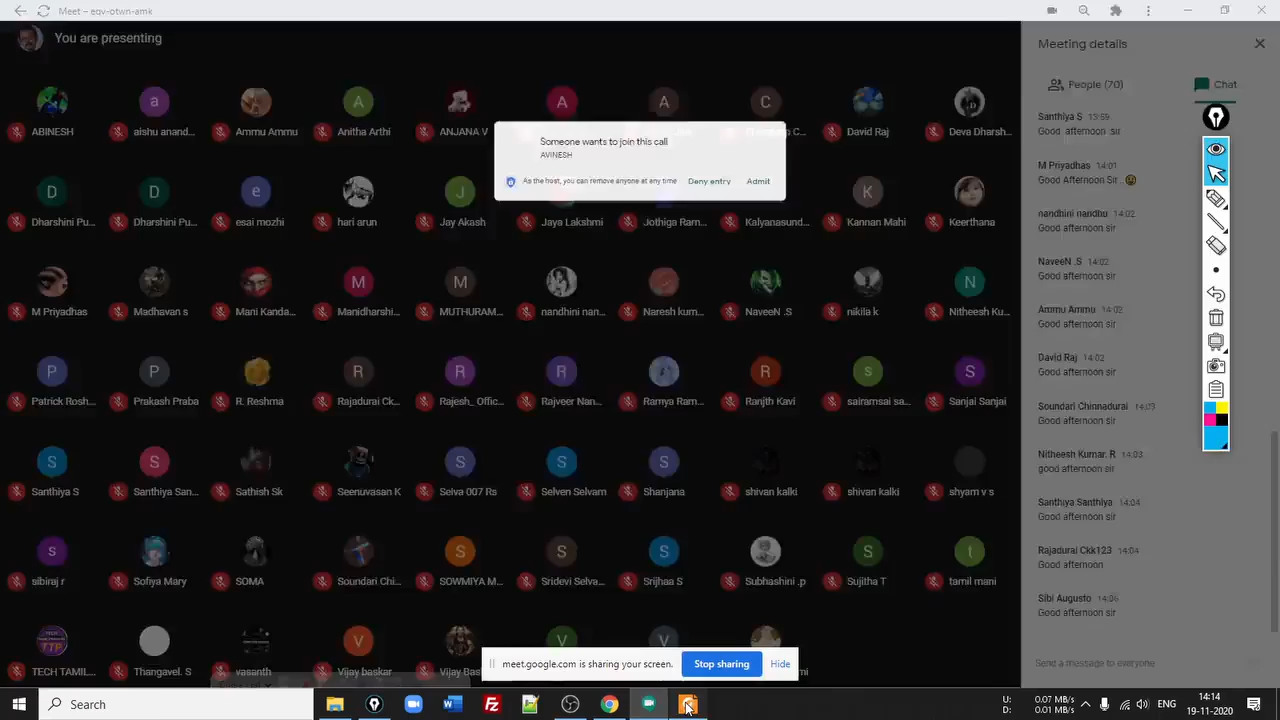 Meet – eqv-otwn-amk
You are presenting
ABINESH
aishu anand...
Ammu Ammu
Anitha Arthi
ANJANA V
David Raj
Deva Dharsh...
Someone wants to join this call
AVINESH
As the host, you can remove anyone at any time
Deny entry
Admit
Dharshini Pu...
Dharshini Pu...
esai mozhi
hari arun
Jay Akash
Jaya Lakshmi
Jothiga Ram...
Kalyanasund...
Kannan Mahi
Keerthana
M Priyadhas
Madhavan s
Mani Kanda...
Manidharshi...
MUTHURAM...
nandhini nan...
Naresh kum...
NaveeN .S
nikila k
Nitheesh Ku...
Patrick Rosh...
Prakash Praba
R. Reshma
Rajadurai Ck...
Rajesh_ Offic...
Rajveer Nan...
Ramya Ram...
Ranjth Kavi
sairamsai sa...
Sanjai Sanjai
Santhiya S
Santhiya San...
Sathish Sk
Seenuvasan K
Selva 007 Rs
Selven Selvam
Shanjana
shivan kalki
shivan kalki
shyam v s
sibiraj r
Sofiya Mary
SOMA
Soundari Chi...
SOWMIYA M...
Sridevi Selva...
Srijhaa S
Subhashini .p
Sujitha T
tamil mani
TECH TAMIL...
Thangavel. S
vasanth
Vijay baskar
Vijay Bask
meet.google.com is sharing your screen.
Stop sharing
Hide
Meeting details
People (70)
Chat
Santhiya S 13:59
Good afternoon sir
M Priyadhas 14:01
Good Afternoon Sir
nandhini nandhu 14:02
Good afternoon sir
NaveeN .S 14:02
Good afternoon sir
Ammu Ammu 14:02
Good afternoon sir
David Raj 14:02
Good afternoon sir
Soundari Chinnadurai 14:03
Good afternoon sir
Nitheesh Kumar. R 14:03
good afternoon sir
Santhiya Santhiya 14:04
Good afternoon sir
Rajadurai Ckk123 14:04
Good afternoon
Sibi Augusto 14:06
Good afternoon sir
Send a message to everyone
Search
U: 0.07 MB/s
D: 0.01 MB/s
ENG
14:14
19-11-2020